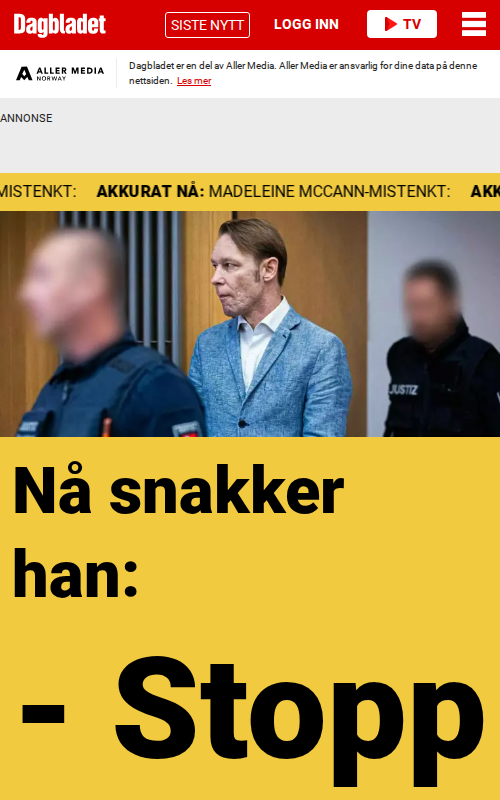 Dagbladet
SISTE NYTT
LOGG INN
TV
ALLER MEDIA
NORWAY
Dagbladet er en del av Aller Media. Aller Media er ansvarlig for dine data på denne
nettsiden. Les mer
ANNONSE
MISTENKT: AKKURAT NÅ: MADELEINE MCCANN-MISTENKT: AKK
JUSTIZ
Nå snakker
han:
- Stopp